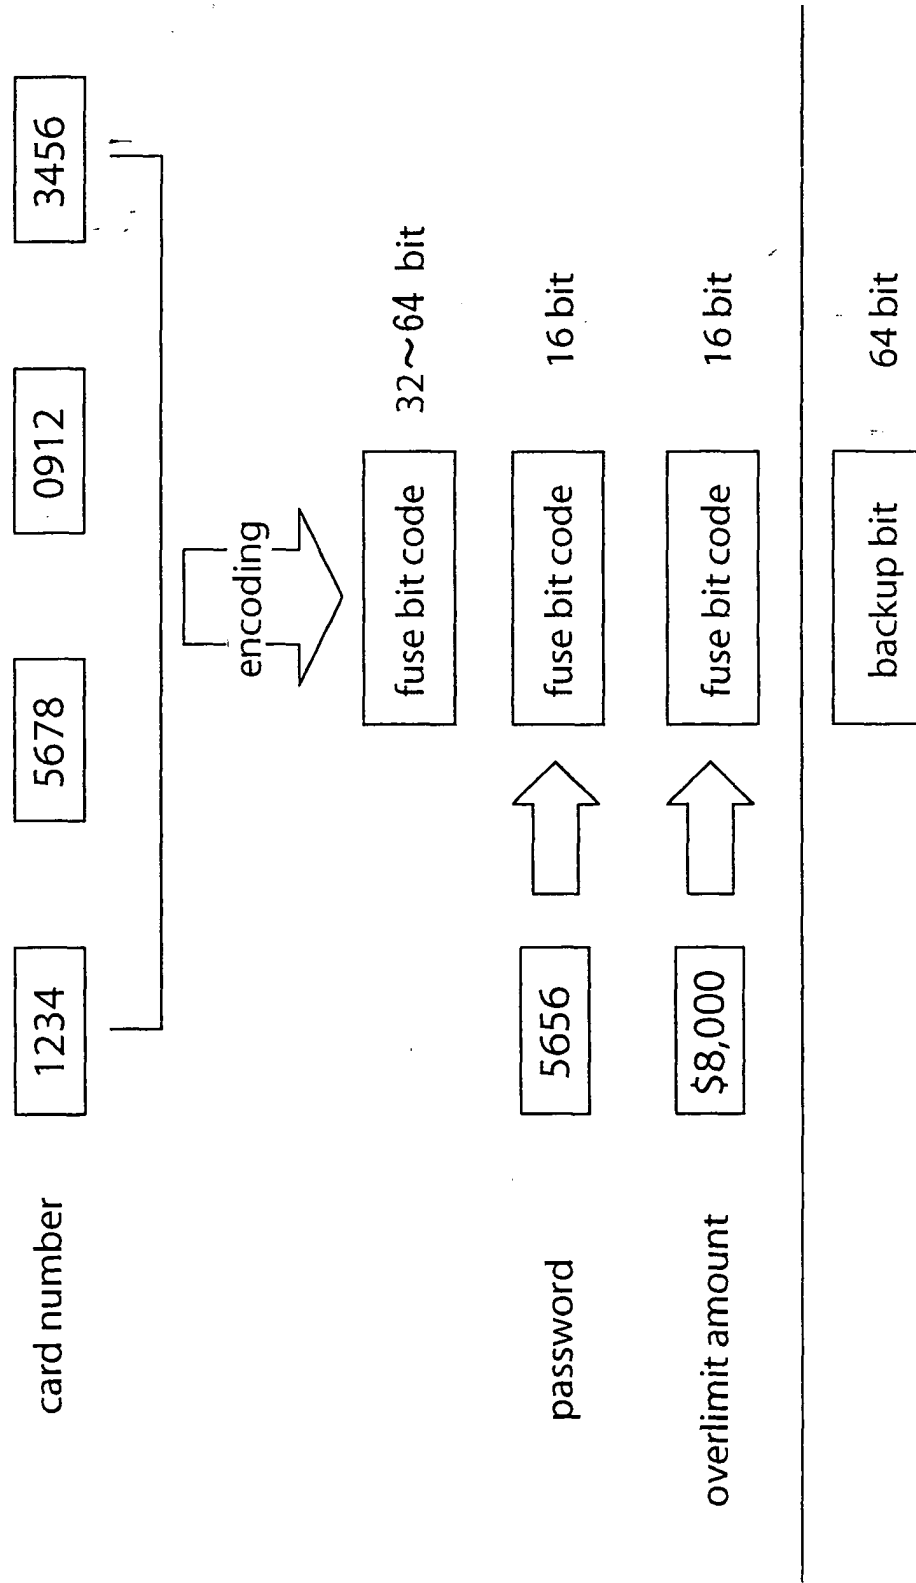 card number 1234 5678 0912 3456
encoding
fuse bit code 32~64 bit
password 5656 fuse bit code 16 bit
overlimit amount $8,000 fuse bit code 16 bit
backup bit 64 bit